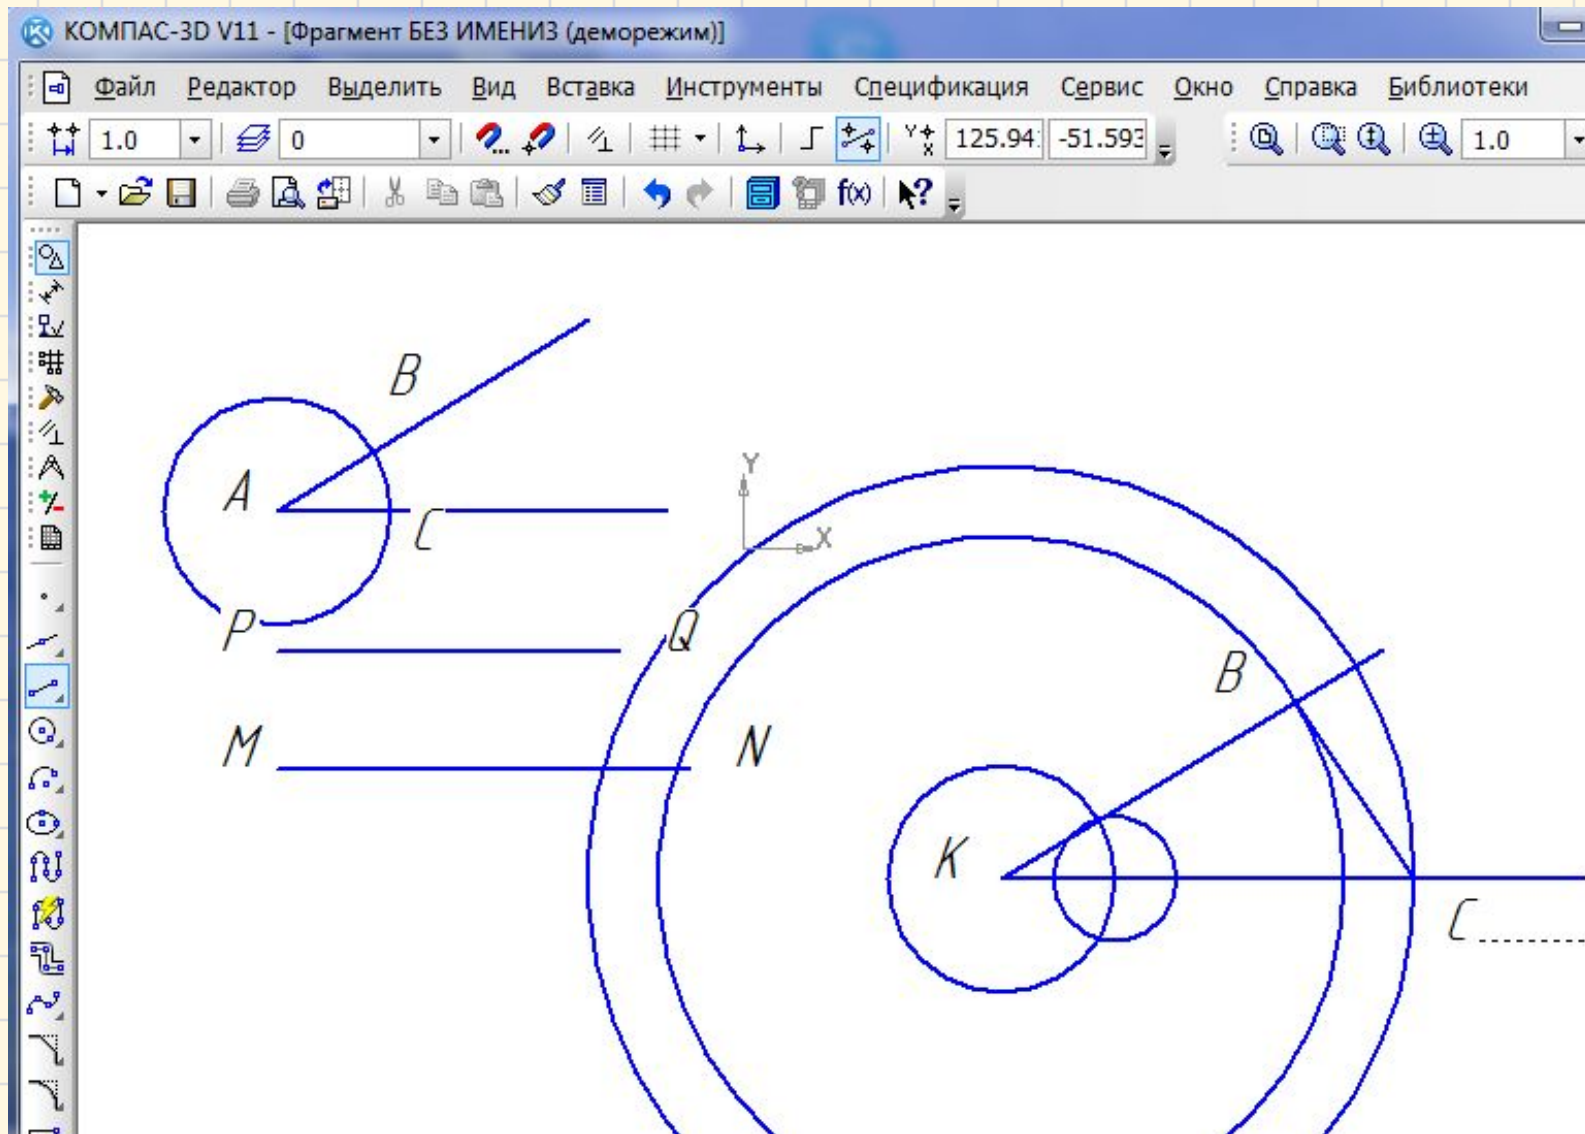 КОМПАС-3D V11 - [Фрагмент БЕЗ ИМЕНИ3 (деморежим)]
Файл Редактор Выделить Вид Вставка Инструменты Спецификация Сервис Окно Справка Библиотеки
1.0 0 125.94 -51.593 1.0
f(x)
B
A
C
Y
X
P
Q
B
M
N
K
C